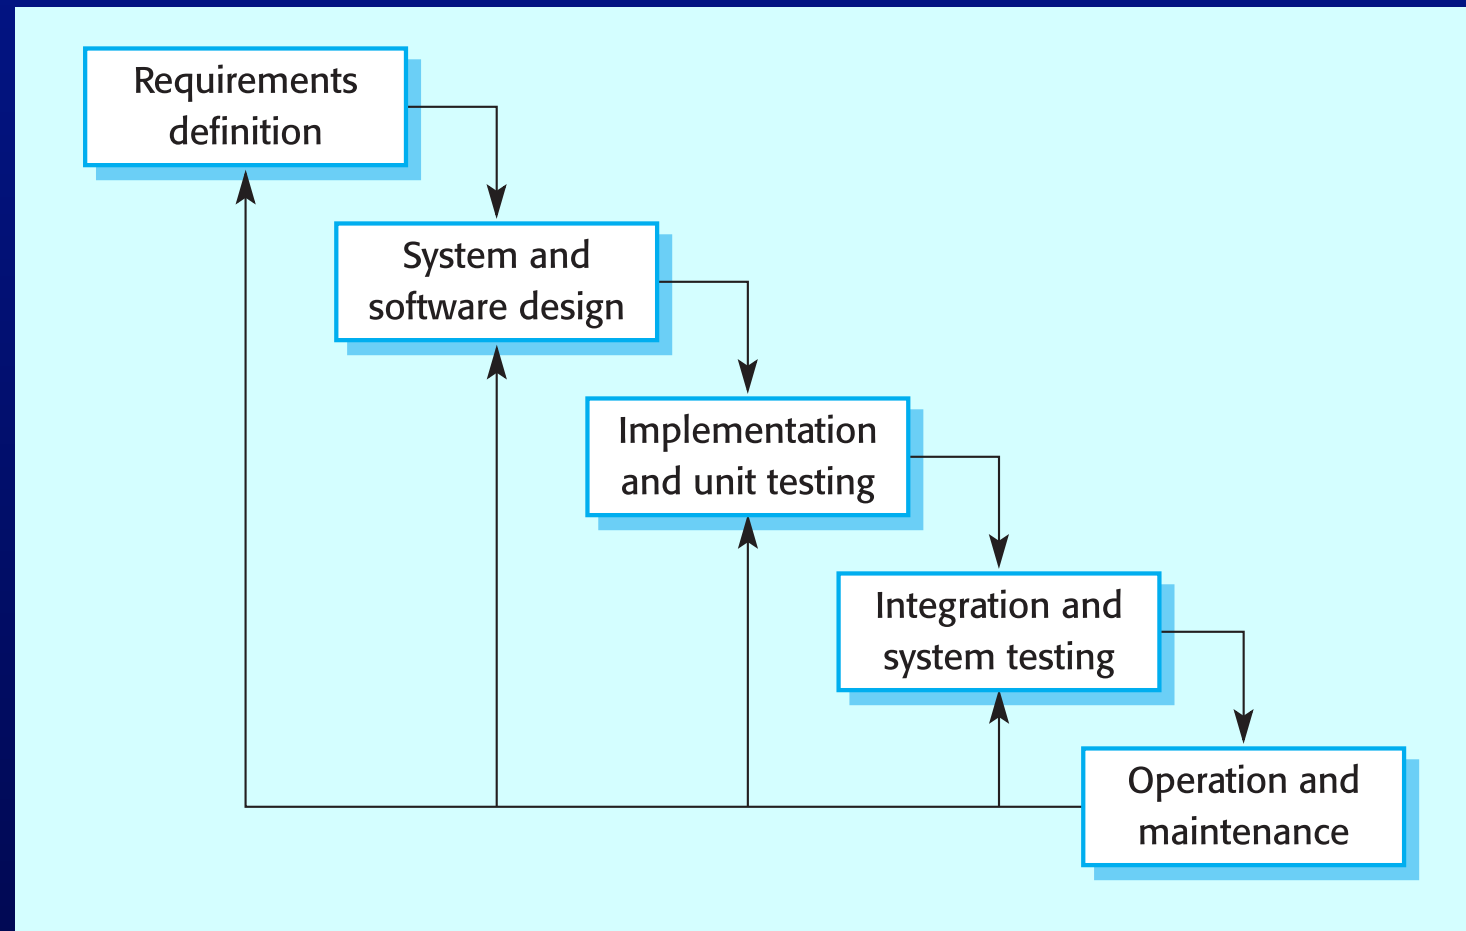 Requirements
definition
System and
software design
Implementation
and unit testing
Integration and
system testing
Operation and
maintenance